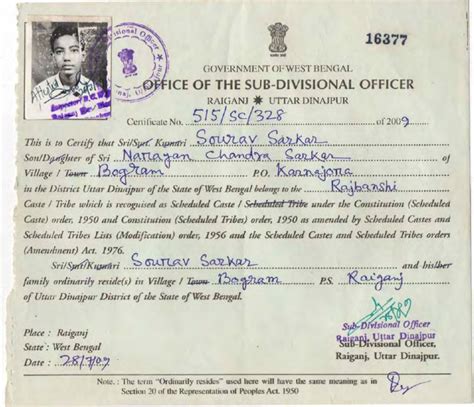 16377
GOVERNMENT OF WEST BENGAL
OFFICE OF THE SUB-DIVISIONAL OFFICER
RAIGANJ ✷ UTTAR DINAJPUR
Certificate No. 515/SC/328 of 2009
This is to Certify that Sri/Smt. Kumari Sourav Sarkar
Son/Daughter of Sri Narayan Chandra Sarkar of
Village / Town Bogram P.O. Karnajora
in the District Uttar Dinajpur of the State of West Bengal belong to the Rajbanshi
Caste / Tribe which is recognised as Scheduled Caste / Scheduled Tribe under the Constitution (Scheduled
Caste) order, 1950 and Constitution (Scheduled Tribes) order, 1950 as amended by Scheduled Castes and
Scheduled Tribes Lists (Modification) order, 1956 and the Scheduled Castes and Scheduled Tribes orders
(Amendment) Act. 1976.
Sri/Smt/Kumari Sourav Sarkar and his/her
family ordinarily reside(s) in Village / Town Bogram P.S. Raiganj
of Uttar Dinajpur District of the State of West Bengal.
Sub-Divisional Officer
Raiganj, Uttar Dinajpur
Place : Raiganj
SUB-DIVISIONAL OFFICER
State : West Bengal
Raiganj, Uttar Dinajpur.
Date : 28/7/09
Note. : The term "Ordinarily resides" used here will have the same meaning as in
Section 20 of the Representation of Peoples Act. 1950